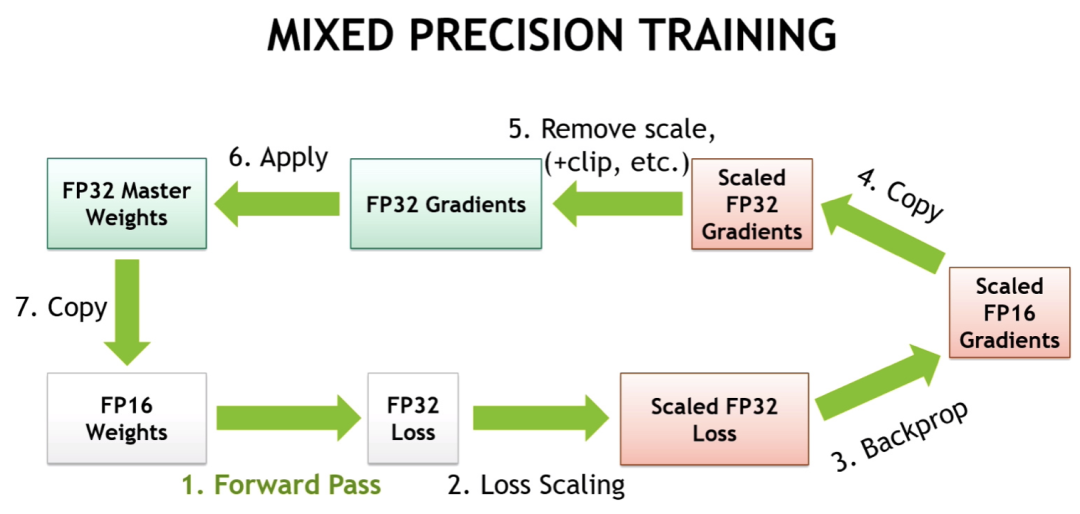 MIXED PRECISION TRAINING
5. Remove scale,
(+clip, etc.)
6. Apply
4. Copy
FP32 Master
Weights
FP32 Gradients
Scaled
FP32
Gradients
Scaled
FP16
Gradients
7. Copy
FP16
Weights
FP32
Loss
Scaled FP32
Loss
3. Backprop
1. Forward Pass
2. Loss Scaling